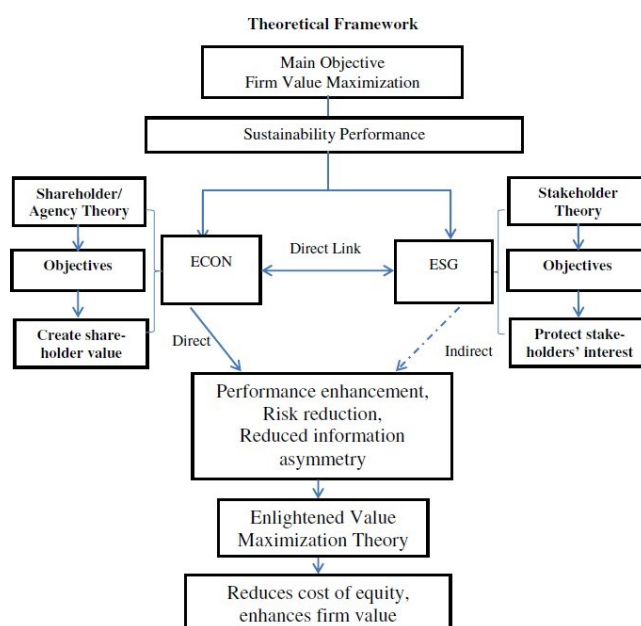 Theoretical Framework
Main Objective
Firm Value Maximization
Sustainability Performance
Shareholder/
Agency Theory
Objectives
Create share-
holder value
ECON
Direct Link
ESG
Stakeholder
Theory
Objectives
Protect stake-
holders' interest
Direct
Indirect
Performance enhancement,
Risk reduction,
Reduced information
asymmetry
Enlightened Value
Maximization Theory
Reduces cost of equity,
enhances firm value